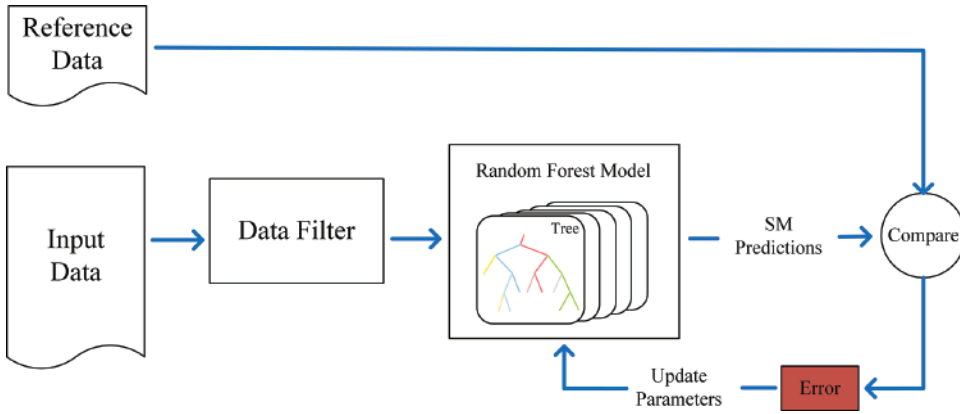 Reference
Data
Input
Data
Data Filter
Random Forest Model
Tree
SM
Predictions
Compare
Update
Parameters
Error